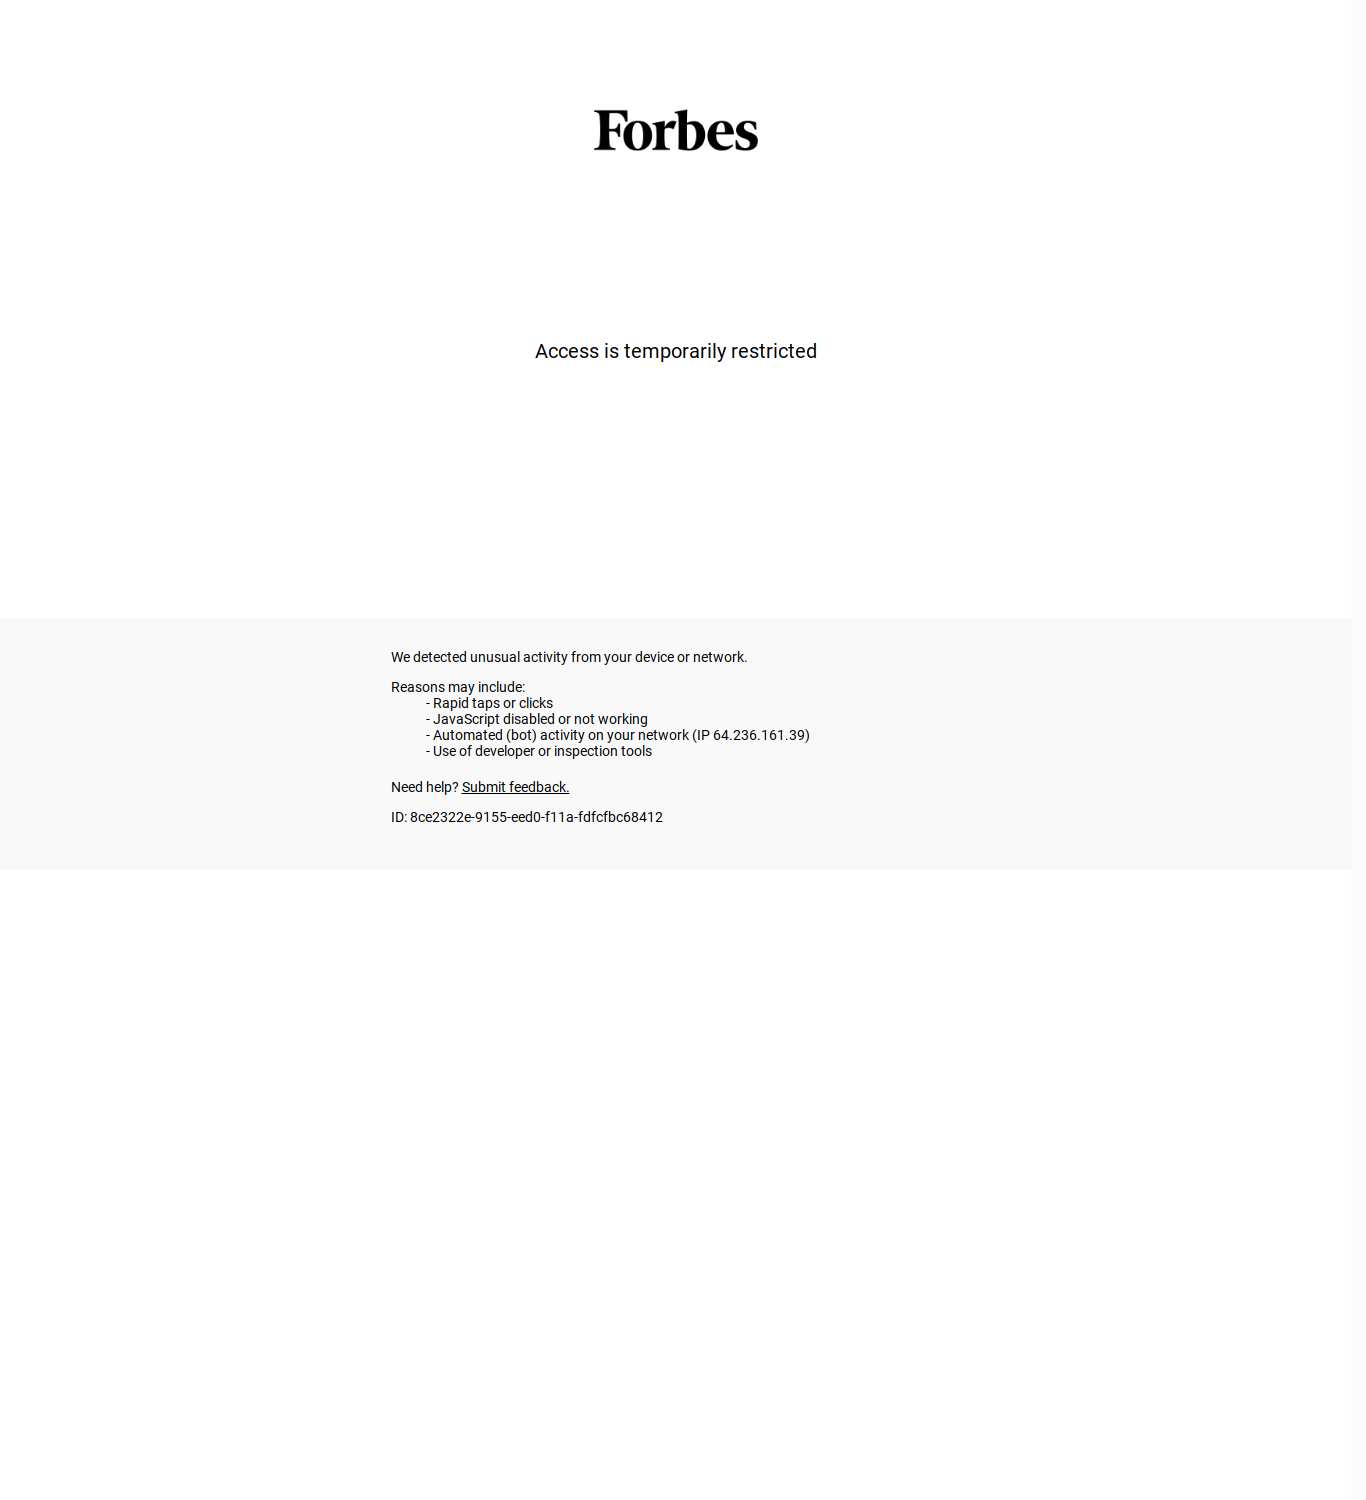 Forbes
Access is temporarily restricted
We detected unusual activity from your device or network.
Reasons may include:
- Rapid taps or clicks
- JavaScript disabled or not working
- Automated (bot) activity on your network (IP 64.236.161.39)
- Use of developer or inspection tools
Need help? Submit feedback.
ID: 8ce2322e-9155-eed0-f11a-fdfcfbc68412